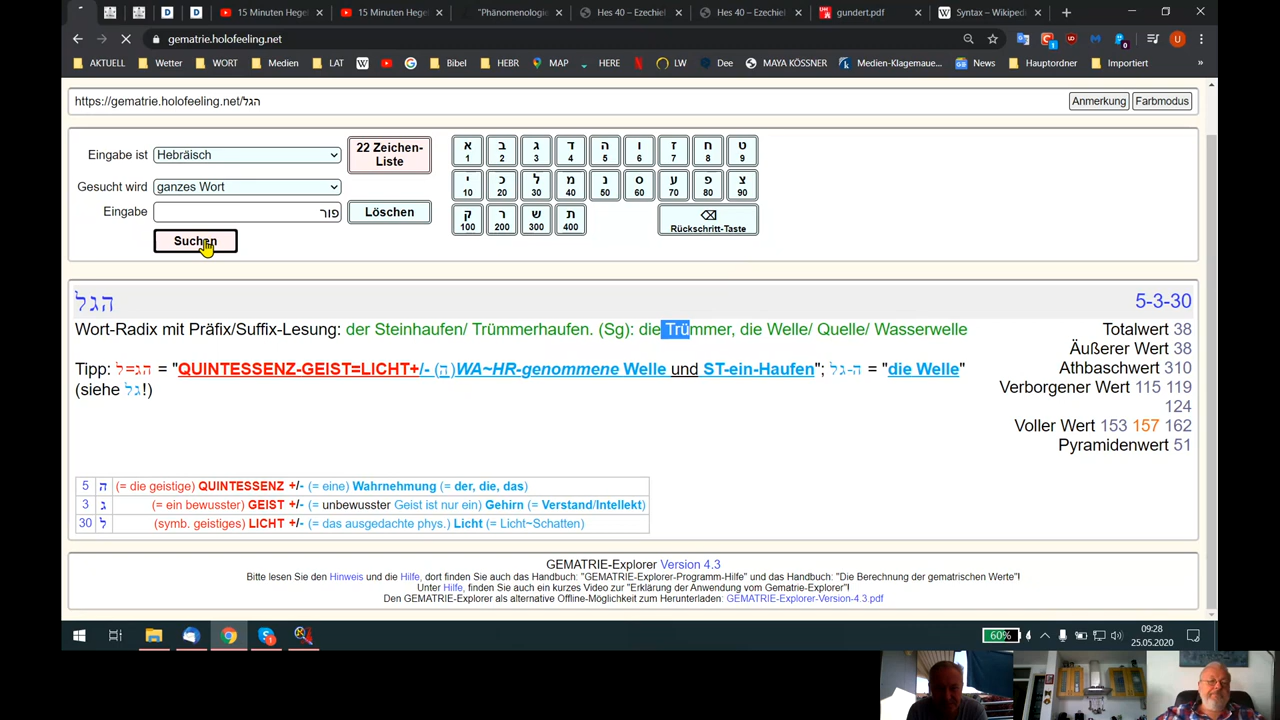 15 Minuten Hegel
15 Minuten Hege
"Phänomenologi
Hes 40 – Ezechiel
Hes 40 – Ezechiel
gundert.pdf
Syntax – Wikiped
gematrie.holofeeling.net
AKTUELL Wetter WORT Medien LAT Bibel HEBR MAP HERE LW Dee MAYA KÖSSNER Medien-Klagemaue... News Hauptordner Importiert
https://gematrie.holofeeling.net/הגל
Anmerkung Farbmodus
Eingabe ist Hebräisch
22 Zeichen-
Liste
Gesucht wird ganzes Wort
Eingabe פור Löschen
Suchen
א ב ג ד ה ו ז ח ט
1 2 3 4 5 6 7 8 9
י כ ל מ נ ס ע פ צ
10 20 30 40 50 60 70 80 90
ק ר ש ת ⌫
100 200 300 400 Rückschritt-Taste
הגל 5-3-30
Wort-Radix mit Präfix/Suffix-Lesung: der Steinhaufen/ Trümmerhaufen. (Sg): die Trümmer, die Welle/ Quelle/ Wasserwelle
Totalwert 38
Äußerer Wert 38
Tipp: הג=ל = "QUINTESSENZ-GEIST=LICHT+/- (ה)WA~HR-genommene Welle und ST-ein-Haufen"; ה-גל = "die Welle"
(siehe גל!)
Athbaschwert 310
Verborgener Wert 115 119
124
Voller Wert 153 157 162
Pyramidenwert 51
5 ה (= die geistige) QUINTESSENZ +/- (= eine) Wahrnehmung (= der, die, das)
3 ג (= ein bewusster) GEIST +/- (= unbewusster Geist ist nur ein) Gehirn (= Verstand/Intellekt)
30 ל (symb. geistiges) LICHT +/- (= das ausgedachte phys.) Licht (= Licht~Schatten)
GEMATRIE-Explorer Version 4.3
Bitte lesen Sie den Hinweis und die Hilfe, dort finden Sie auch das Handbuch: "GEMATRIE-Explorer-Programm-Hilfe" und das Handbuch: "Die Berechnung der gematrischen Werte"!
Unter Hilfe, finden Sie auch ein kurzes Video zur "Erklärung der Anwendung vom Gematrie-Explorer"!
Den GEMATRIE-Explorer als alternative Offline-Möglichkeit zum Herunterladen: GEMATRIE-Explorer-Version-4.3.pdf
60%
09:28
25.05.2020